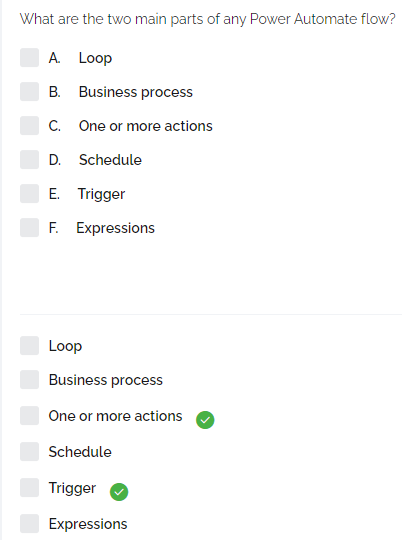 What are the two main parts of any Power Automate flow?
A. Loop
B. Business process
C. One or more actions
D. Schedule
E. Trigger
F. Expressions
Loop
Business process
One or more actions
Schedule
Trigger
Expressions